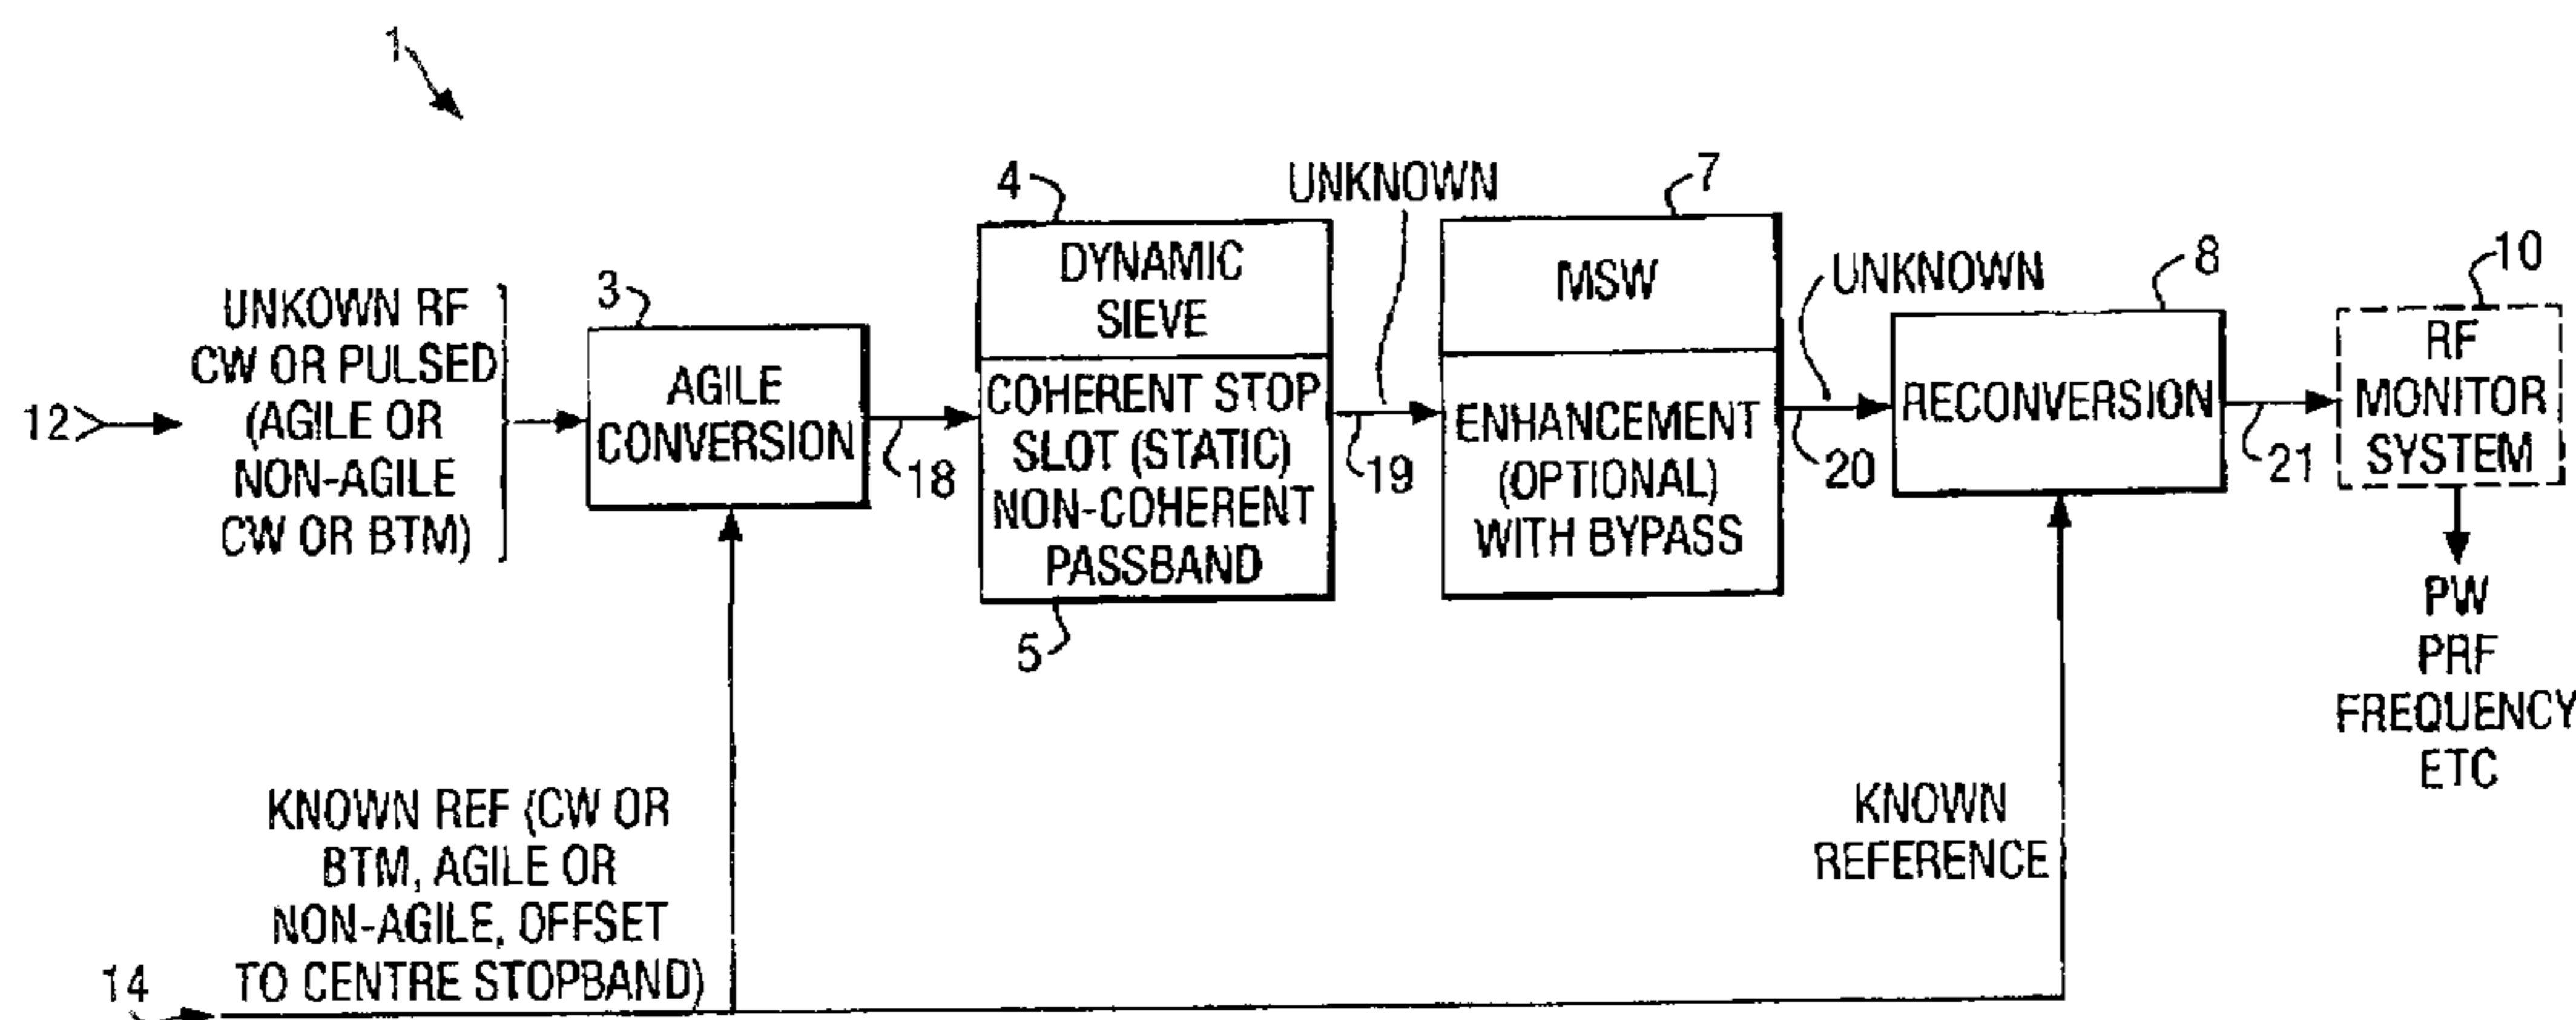 1
12
UNKOWN RF
CW OR PULSED
(AGILE OR
NON-AGILE
CW OR BTM)
3
AGILE
CONVERSION
18
4
DYNAMIC
SIEVE
COHERENT STOP
SLOT (STATIC)
NON-COHERENT
PASSBAND
5
UNKNOWN
19
7
MSW
ENHANCEMENT
(OPTIONAL)
WITH BYPASS
UNKNOWN
20
8
RECONVERSION
21
10
RF
MONITOR
SYSTEM
PW
PRF
FREQUENCY
ETC
KNOWN REF (CW OR
BTM, AGILE OR
NON-AGILE, OFFSET
TO CENTRE STOPBAND)
14
KNOWN
REFERENCE